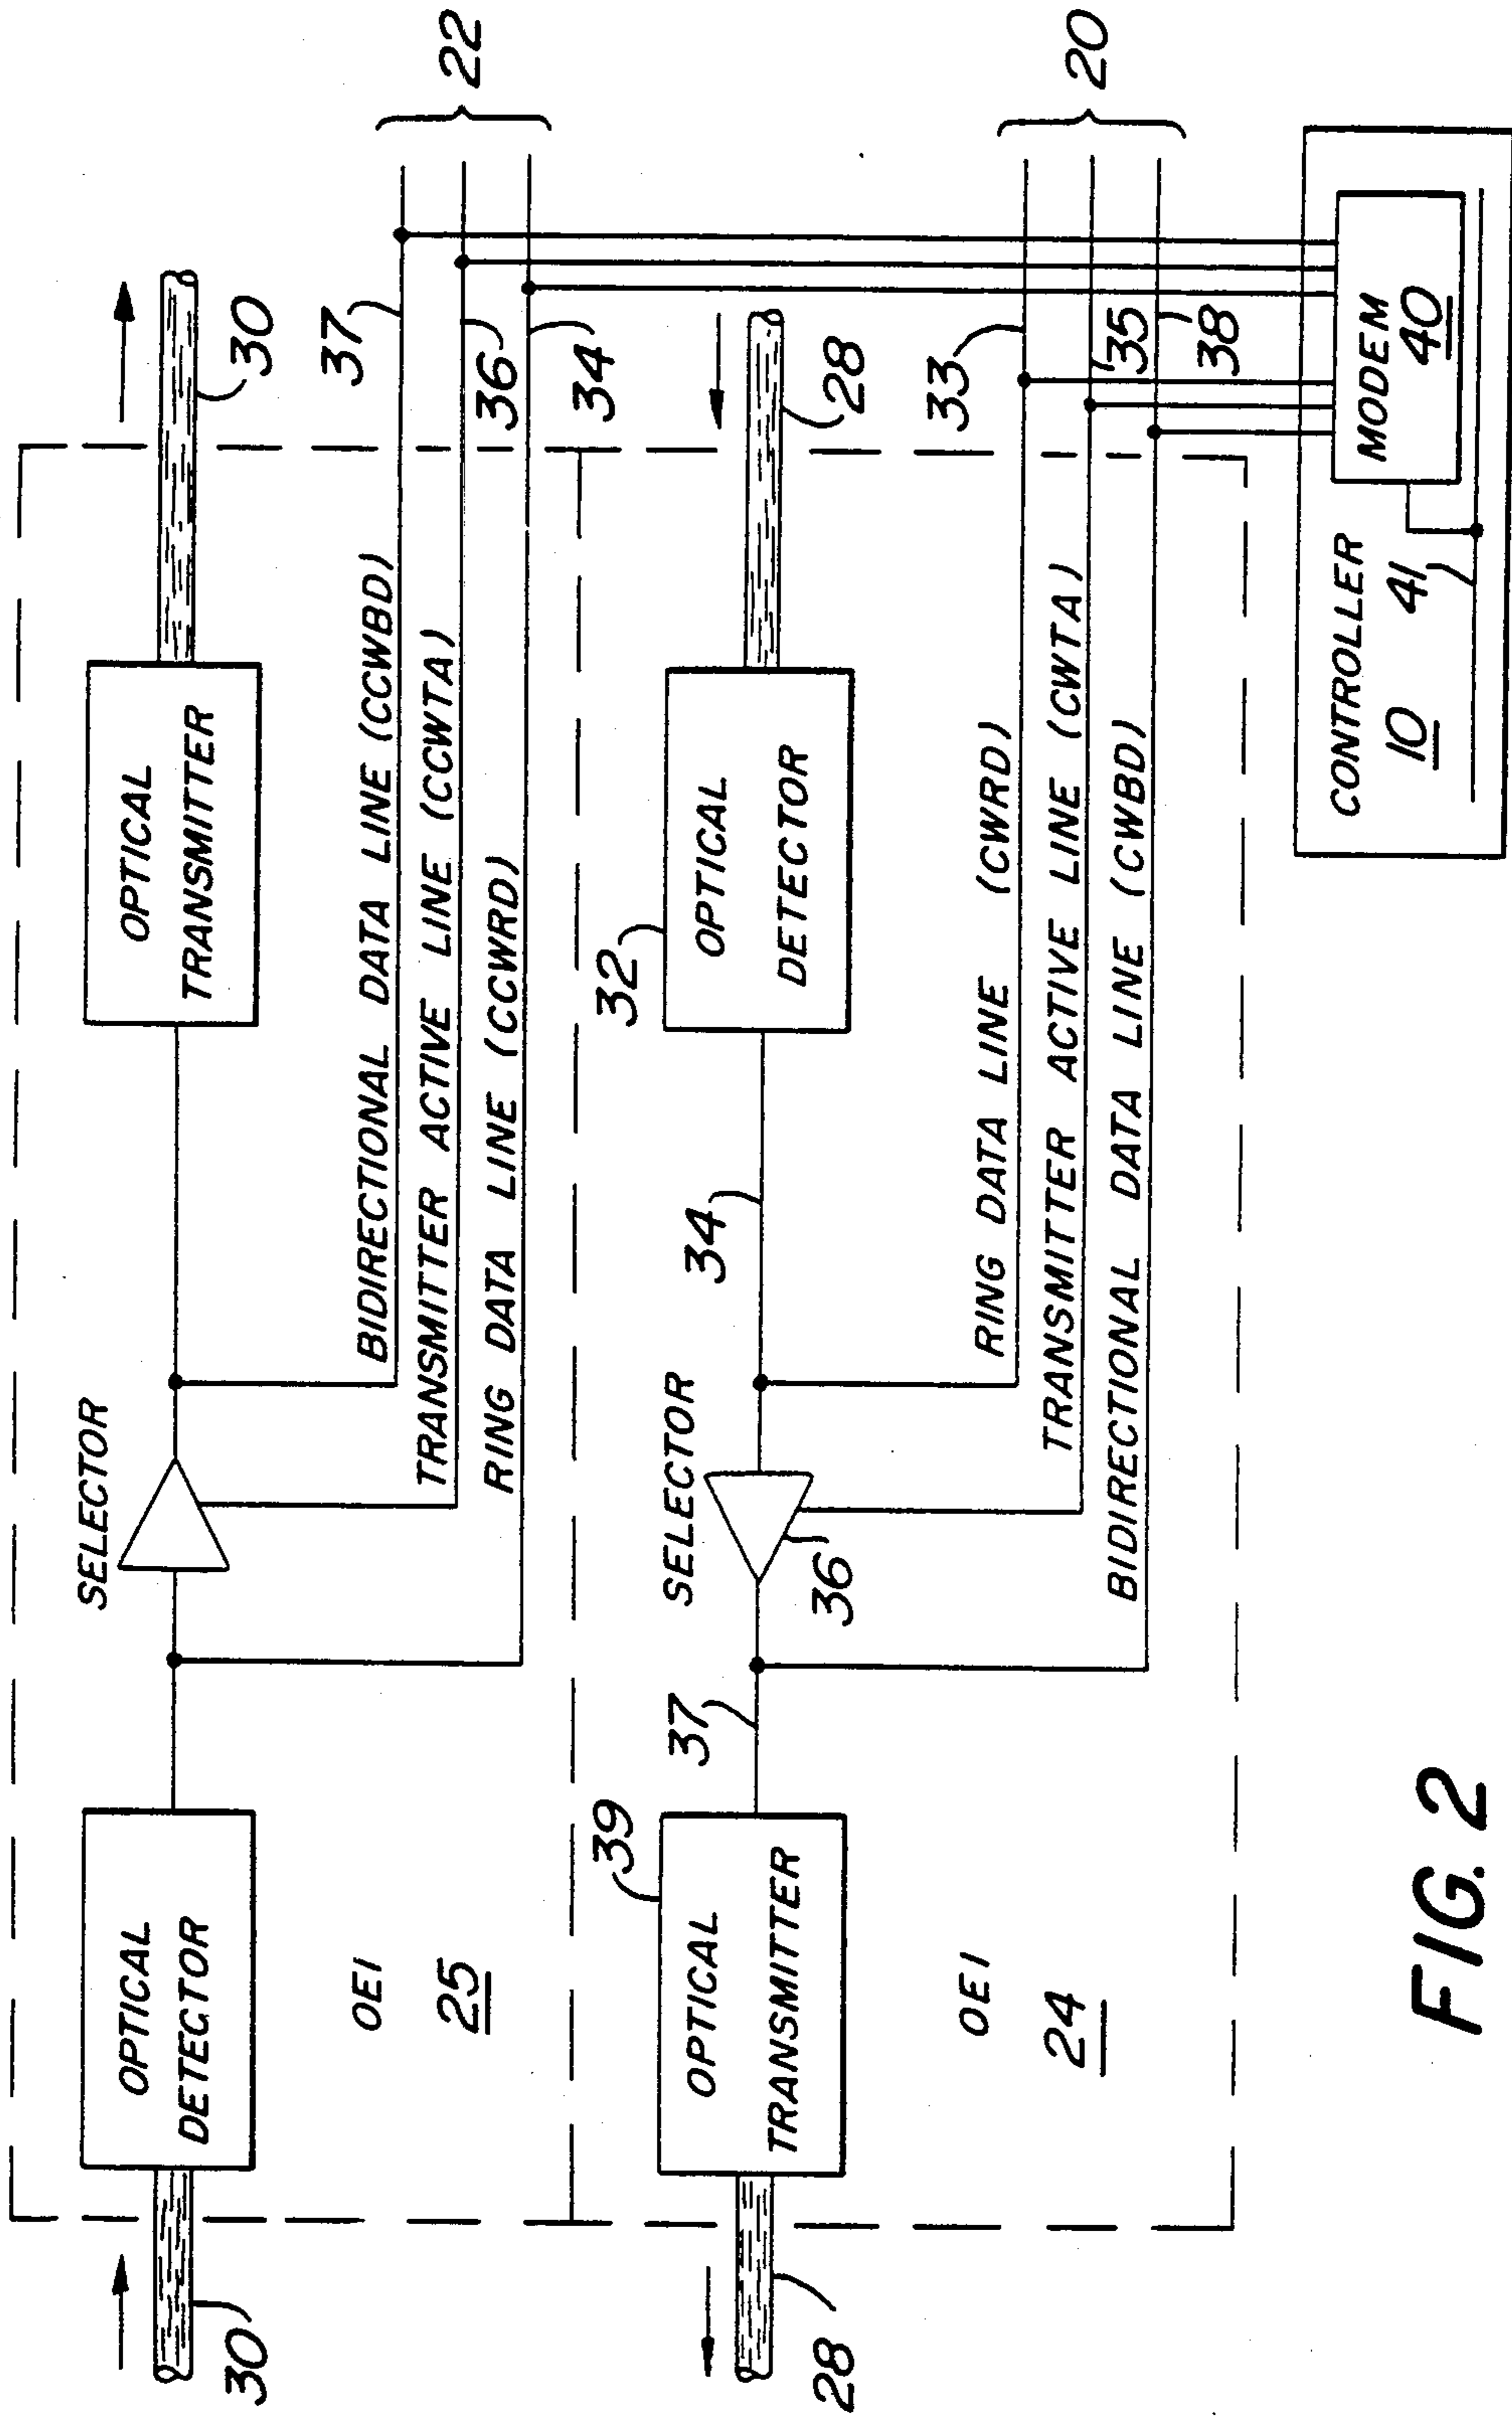 30
OPTICAL
DETECTOR
SELECTOR
OPTICAL
TRANSMITTER
30
BIDIRECTIONAL DATA LINE (CCWBD)
37
TRANSMITTER ACTIVE LINE (CCWTA)
36
RING DATA LINE (CCWRD)
34
22
OEI
25
28
39
OPTICAL
TRANSMITTER
37
SELECTOR
36
34
32
OPTICAL
DETECTOR
28
RING DATA LINE (CWRD)
33
TRANSMITTER ACTIVE LINE (CWTA)
35
BIDIRECTIONAL DATA LINE (CWBD)
38
20
OEI
24
CONTROLLER
10
41
MODEM
40
FIG. 2